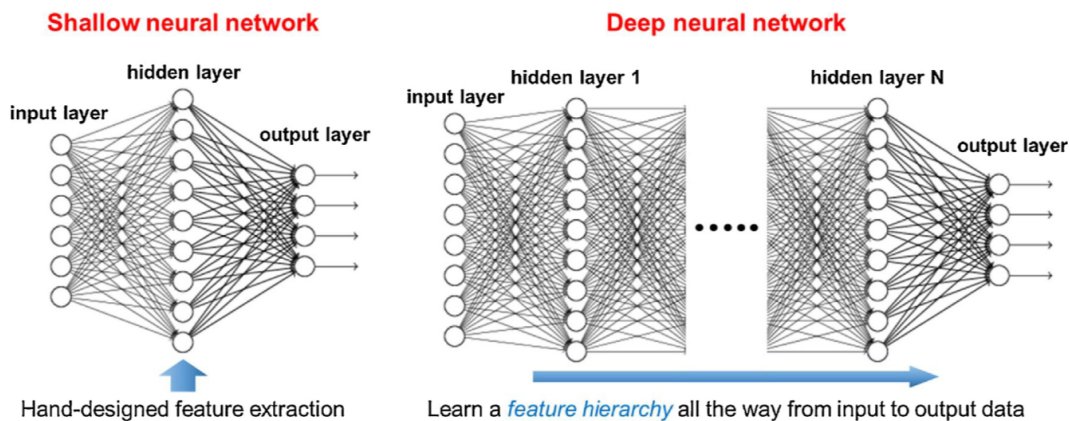 Shallow neural network
hidden layer
input layer
output layer
Hand-designed feature extraction
Deep neural network
hidden layer 1
hidden layer N
input layer
output layer
Learn a feature hierarchy all the way from input to output data